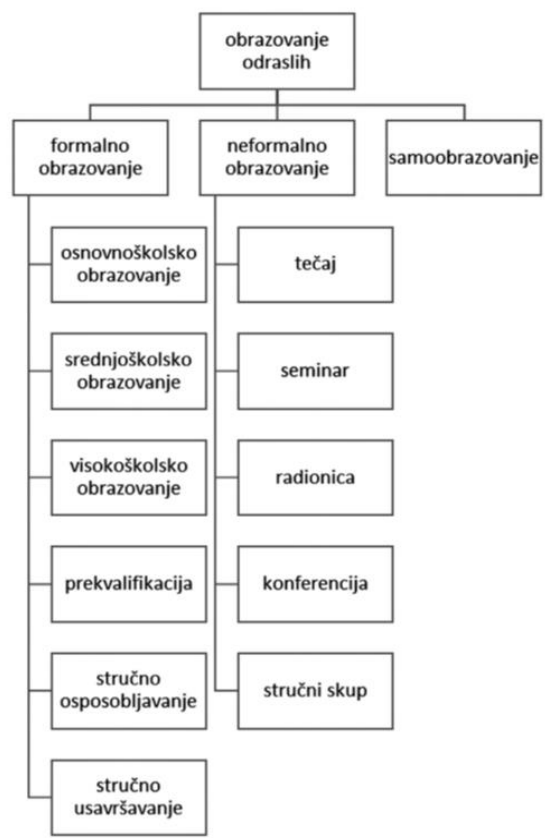 obrazovanje
odraslih
formalno
obrazovanje
neformalno
obrazovanje
samoobrazovanje
osnovnoškolsko
obrazovanje
srednjoškolsko
obrazovanje
visokoškolsko
obrazovanje
prekvalifikacija
stručno
osposobljavanje
stručno
usavršavanje
tečaj
seminar
radionica
konferencija
stručni skup